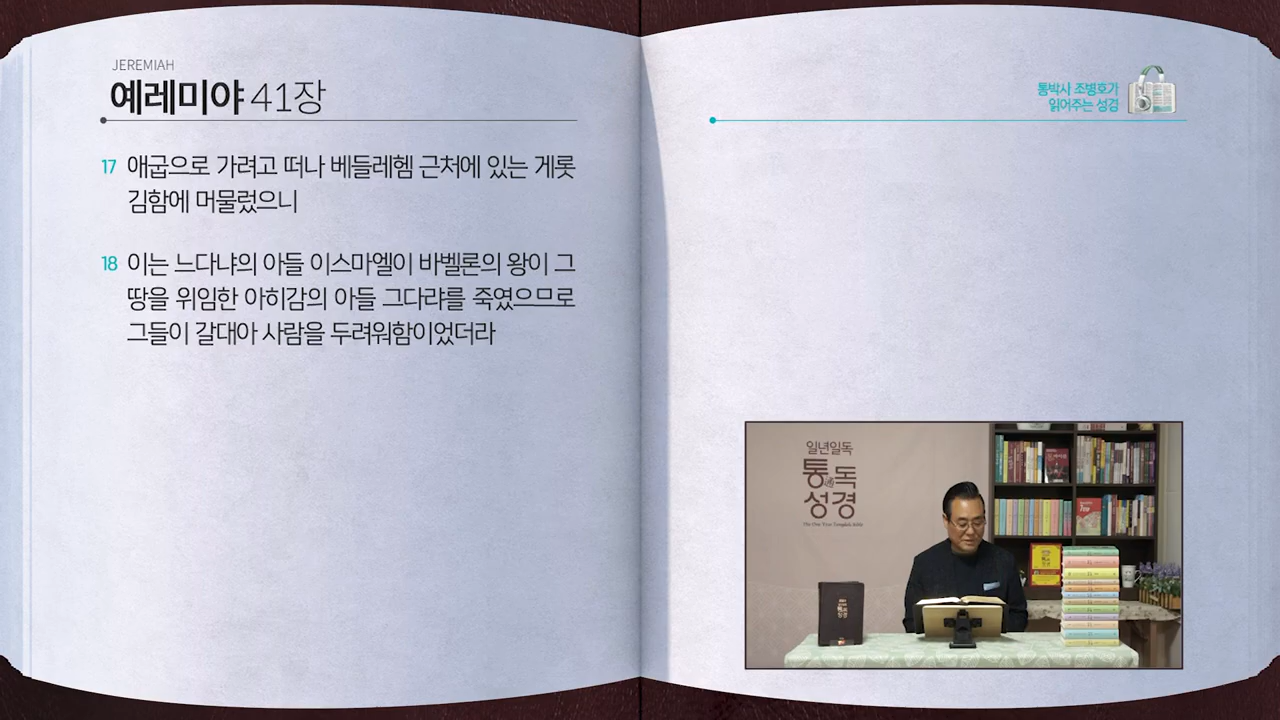 JEREMIAH
예레미야 41장
17 애굽으로 가려고 떠나 베들레헴 근처에 있는 게롯
김함에 머물렀으니
18 이는 느다냐의 아들 이스마엘이 바벨론의 왕이 그
땅을 위임한 아히감의 아들 그다랴를 죽였으므로
그들이 갈대아 사람을 두려워함이었더라
통박사 조병호가
읽어주는 성경
일년일독
통독
성경
The One Year Tongdok Bible